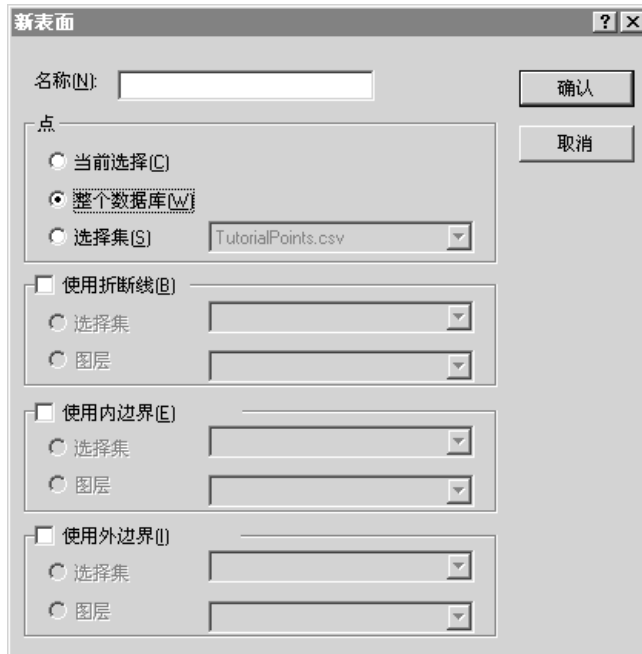 新表面
名称(N):
确认
取消
点
当前选择(C)
整个数据库(W)
选择集(S) TutorialPoints.csv
使用折断线(B)
选择集
图层
使用内边界(E)
选择集
图层
使用外边界(I)
选择集
图层